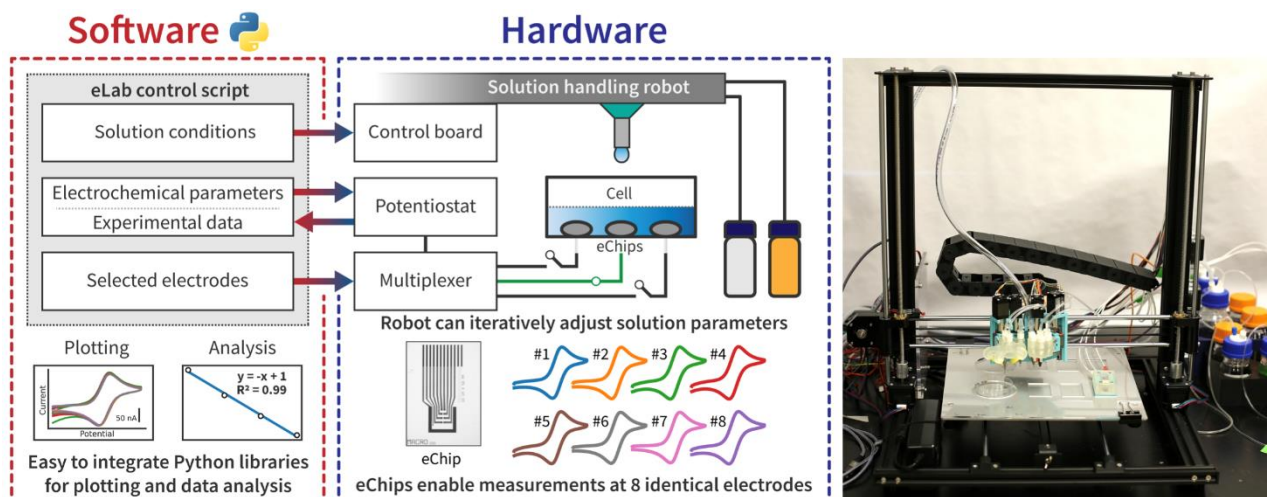 Software
Hardware
eLab control script
Solution conditions
Electrochemical parameters
Experimental data
Selected electrodes
Plotting
Analysis
Current
Potential
50 nA
y = -x + 1
R² = 0.99
Easy to integrate Python libraries
for plotting and data analysis
Solution handling robot
Control board
Potentiostat
Multiplexer
Cell
eChips
Robot can iteratively adjust solution parameters
MACRO
eChip
#1
#2
#3
#4
#5
#6
#7
#8
eChips enable measurements at 8 identical electrodes